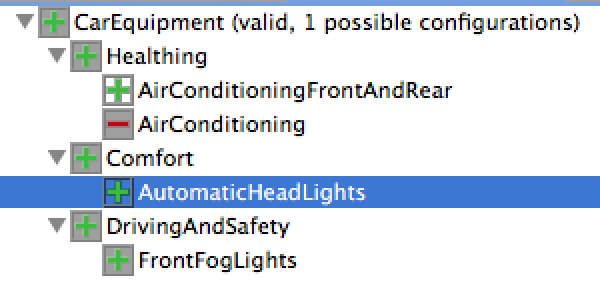 CarEquipment (valid, 1 possible configurations)
Healthing
AirConditioningFrontAndRear
AirConditioning
Comfort
AutomaticHeadLights
DrivingAndSafety
FrontFogLights